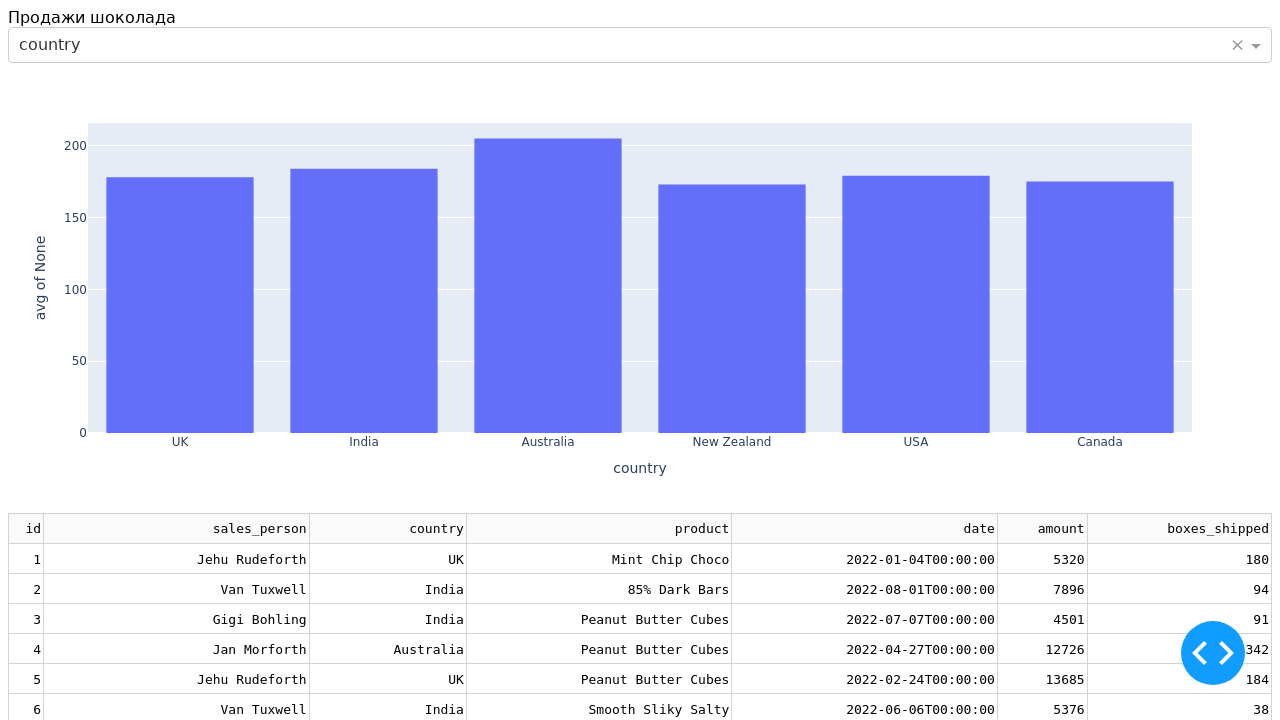 Продажи шоколада
country
200
150
100
50
0
avg of None
UK India Australia New Zealand USA Canada
country
id sales_person country product date amount boxes_shipped
1 Jehu Rudeforth UK Mint Chip Choco 2022-01-04T00:00:00 5320 180
2 Van Tuxwell India 85% Dark Bars 2022-08-01T00:00:00 7896 94
3 Gigi Bohling India Peanut Butter Cubes 2022-07-07T00:00:00 4501 91
4 Jan Morforth Australia Peanut Butter Cubes 2022-04-27T00:00:00 12726 342
5 Jehu Rudeforth UK Peanut Butter Cubes 2022-02-24T00:00:00 13685 184
6 Van Tuxwell India Smooth Sliky Salty 2022-06-06T00:00:00 5376 38